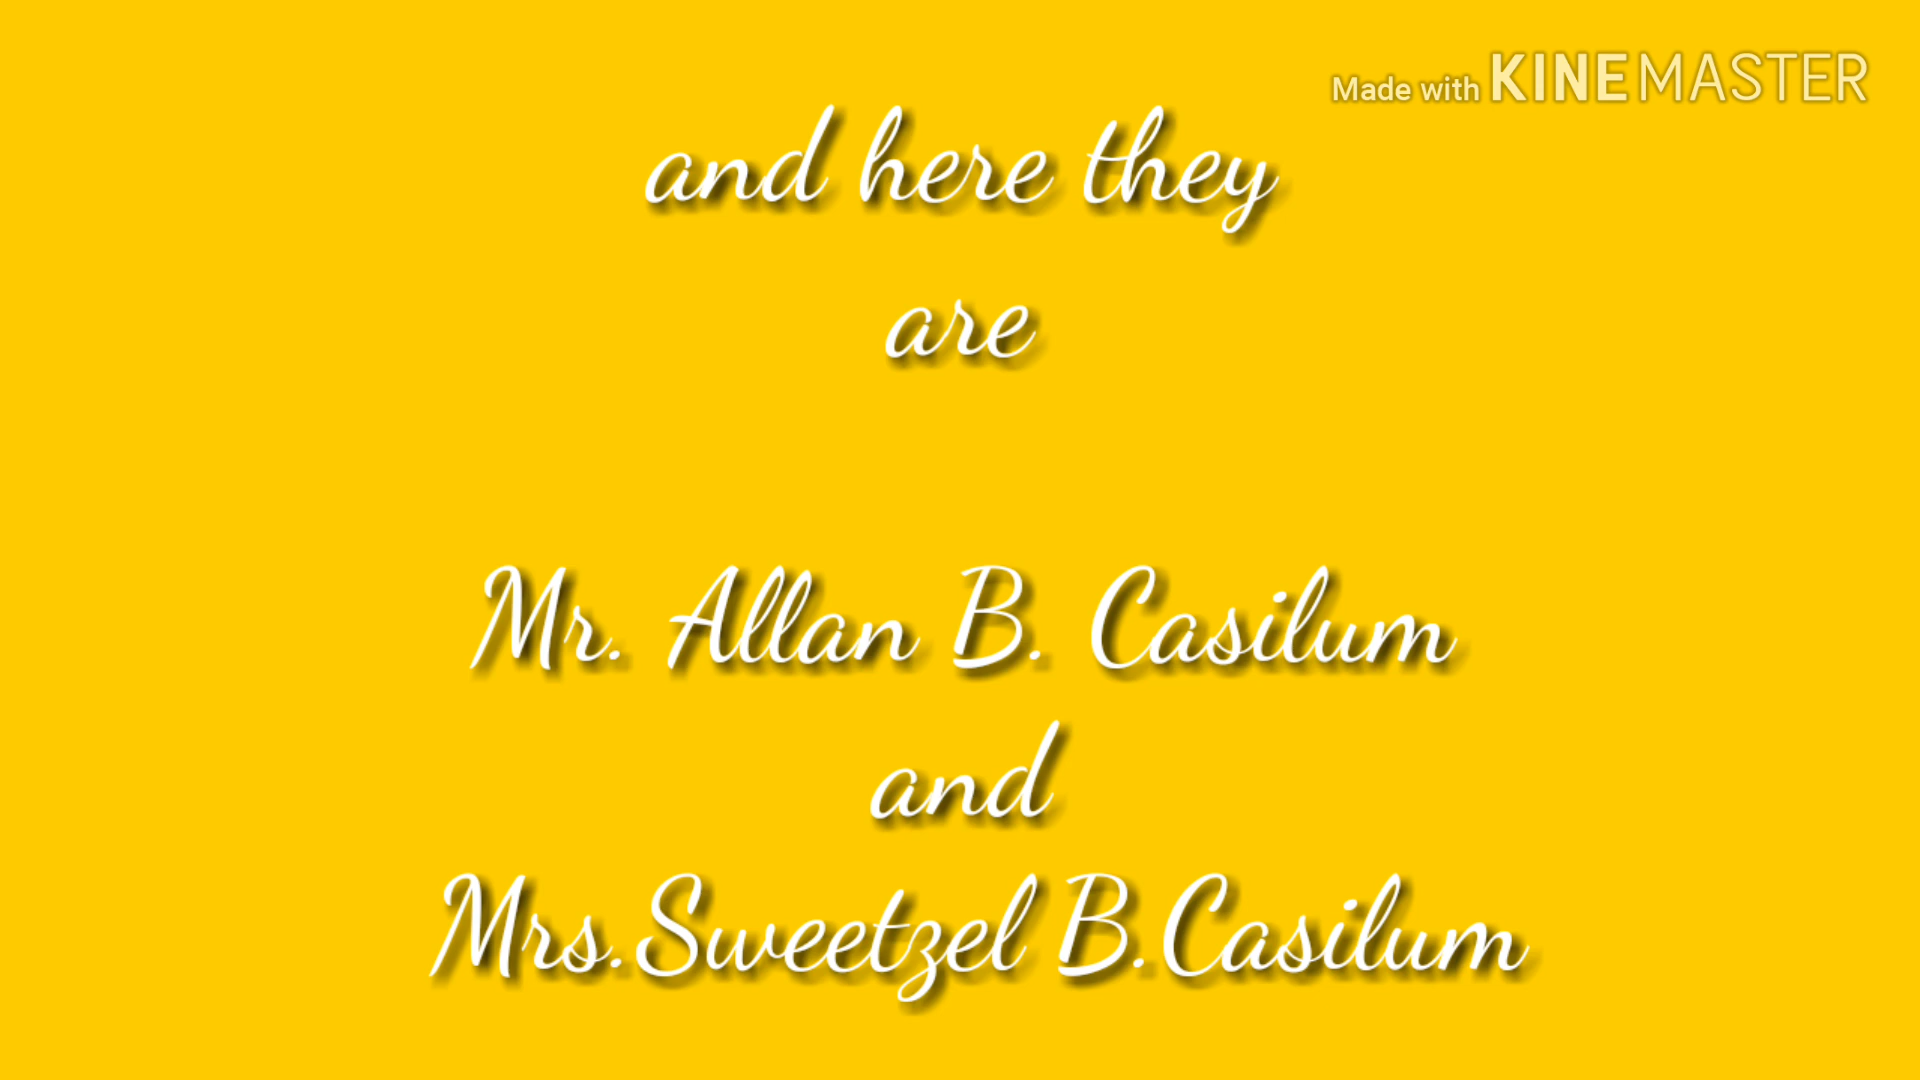 Made with KINEMASTER
and here they
are
Mr. Allan B. Casilum
and
Mrs.Sweetzel B.Casilum